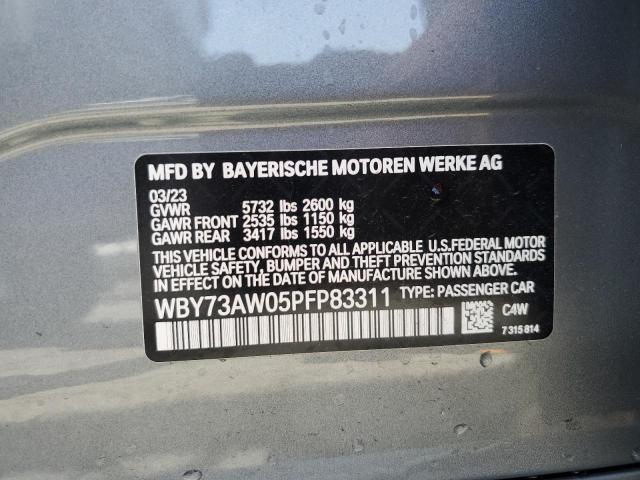 MFD BY BAYERISCHE MOTOREN WERKE AG
03/23
GVWR 5732 lbs 2600 kg
GAWR FRONT 2535 lbs 1150 kg
GAWR REAR 3417 lbs 1550 kg
THIS VEHICLE CONFORMS TO ALL APPLICABLE U.S.FEDERAL MOTOR
VEHICLE SAFETY, BUMPER AND THEFT PREVENTION STANDARDS
IN EFFECT ON THE DATE OF MANUFACTURE SHOWN ABOVE.
WBY73AW05PFP83311 TYPE: PASSENGER CAR
C4W
7315814